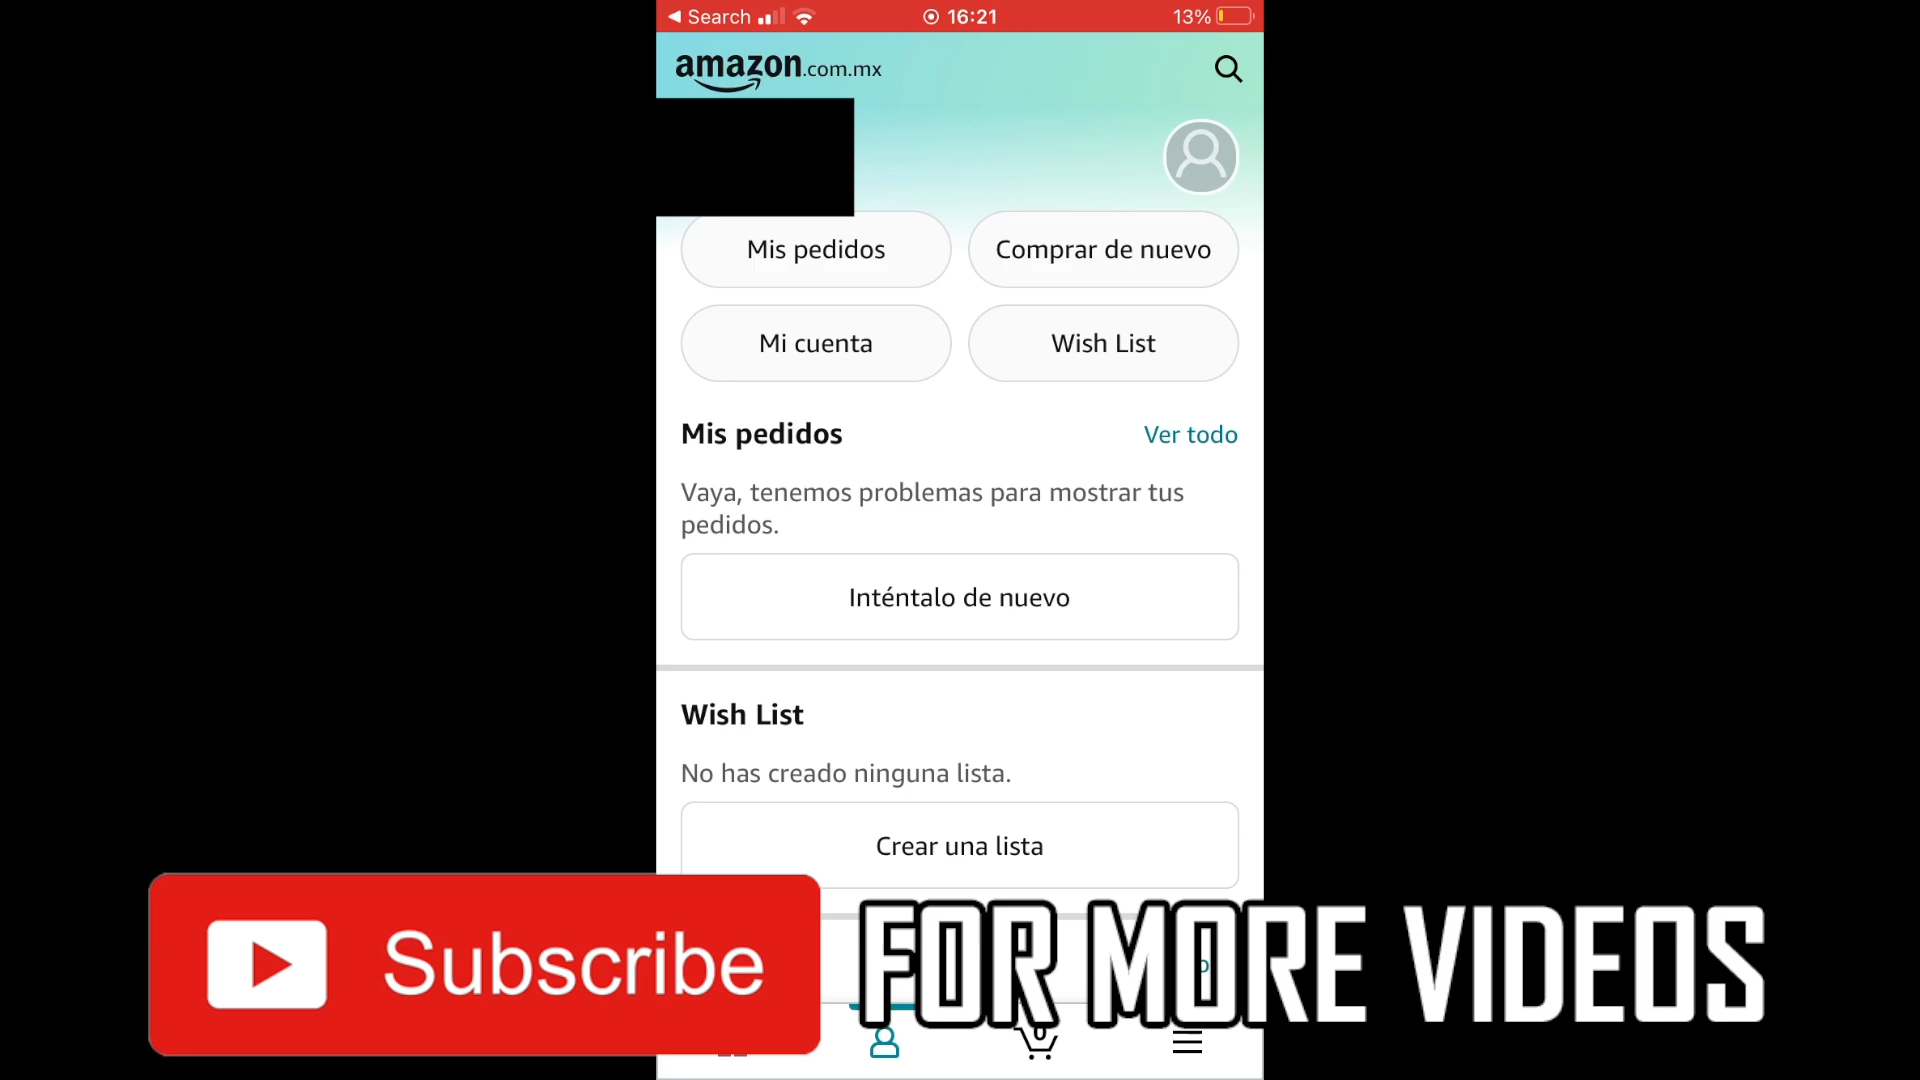 Search
16:21
13%
amazon.com.mx
Mis pedidos
Comprar de nuevo
Mi cuenta
Wish List
Mis pedidos
Ver todo
Vaya, tenemos problemas para mostrar tus
pedidos.
Inténtalo de nuevo
Wish List
No has creado ninguna lista.
Crear una lista
Subscribe
FOR MORE VIDEOS
0